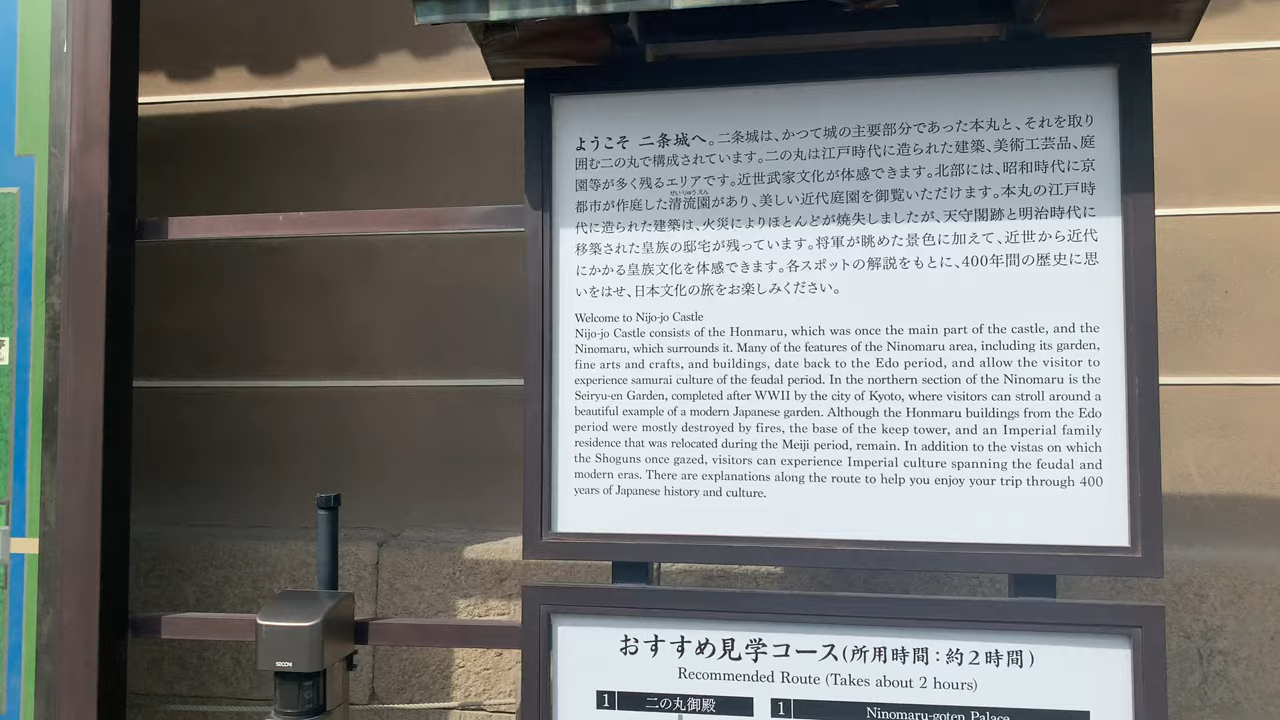 ようこそ 二条城へ。二条城は、かつて城の主要部分であった本丸と、それを取り
囲む二の丸で構成されています。二の丸は江戸時代に造られた建築、美術工芸品、庭
園等が多く残るエリアです。近世武家文化が体感できます。北部には、昭和時代に京
せいりゅうえん
都市が作庭した清流園があり、美しい近代庭園を御覧いただけます。本丸の江戸時
代に造られた建築は、火災によりほとんどが焼失しましたが、天守閣跡と明治時代に
移築された皇族の邸宅が残っています。将軍が眺めた景色に加えて、近世から近代
にかかる皇族文化を体感できます。各スポットの解説をもとに、400年間の歴史に思
いをはせ、日本文化の旅をお楽しみください。
Welcome to Nijo-jo Castle
Nijo-jo Castle consists of the Honmaru, which was once the main part of the castle, and the
Ninomaru, which surrounds it. Many of the features of the Ninomaru area, including its garden,
fine arts and crafts, and buildings, date back to the Edo period, and allow the visitor to
experience samurai culture of the feudal period. In the northern section of the Ninomaru is the
Seiryu-en Garden, completed after WWII by the city of Kyoto, where visitors can stroll around a
beautiful example of a modern Japanese garden. Although the Honmaru buildings from the Edo
period were mostly destroyed by fires, the base of the keep tower, and an Imperial family
residence that was relocated during the Meiji period, remain. In addition to the vistas on which
the Shoguns once gazed, visitors can experience Imperial culture spanning the feudal and
modern eras. There are explanations along the route to help you enjoy your trip through 400
years of Japanese history and culture.
おすすめ見学コース(所用時間：約2時間)
Recommended Route (Takes about 2 hours)
1 二の丸御殿
1 Ninomaru-goten Palace
SECOM